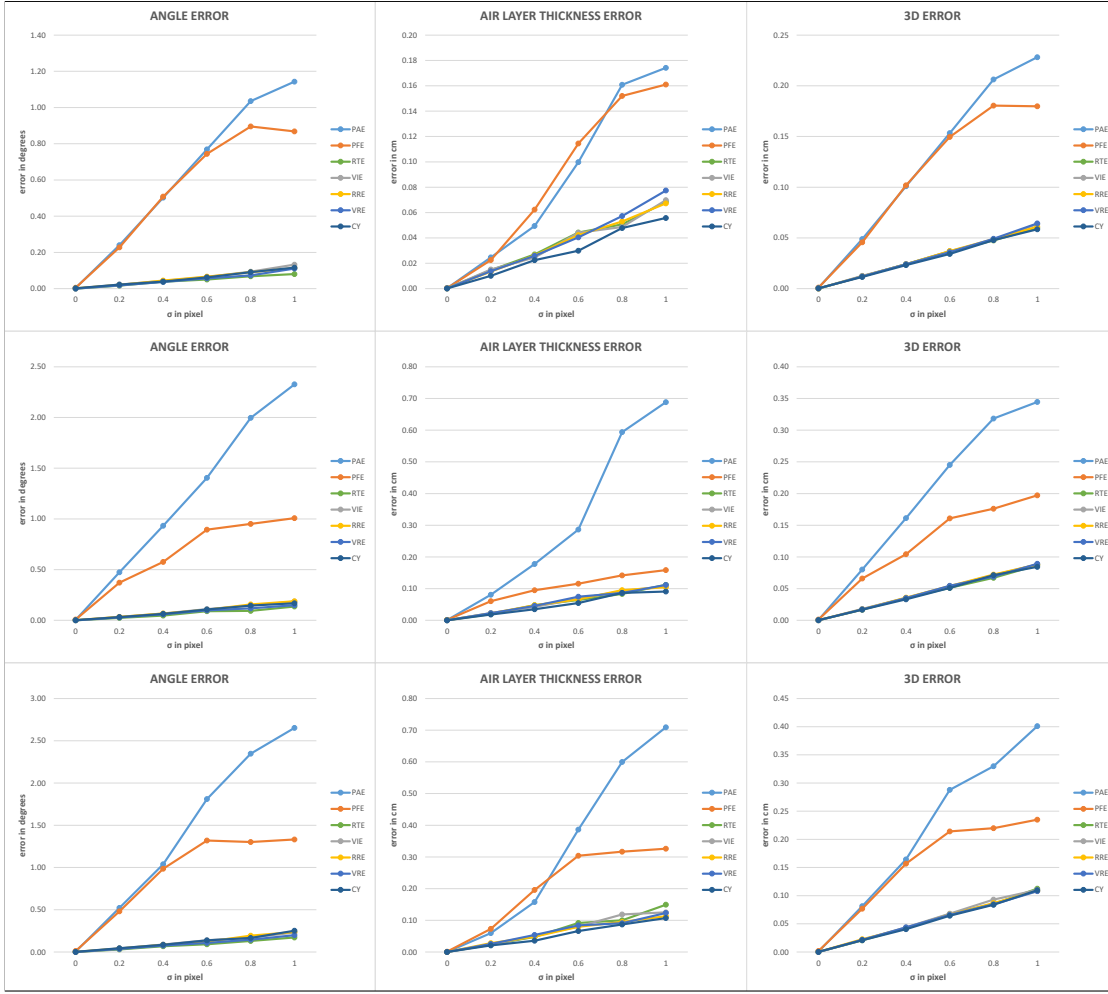 ANGLE ERROR
error in degrees
1.40
1.20
1.00
0.80
0.60
0.40
0.20
0.00
0 0.2 0.4 0.6 0.8 1
σ in pixel
PAE
PFE
RTE
VIE
RRE
VRE
CY
AIR LAYER THICKNESS ERROR
error in cm
0.20
0.18
0.16
0.14
0.12
0.10
0.08
0.06
0.04
0.02
0.00
0 0.2 0.4 0.6 0.8 1
σ in pixel
PAE
PFE
RTE
VIE
RRE
VRE
CY
3D ERROR
error in cm
0.25
0.20
0.15
0.10
0.05
0.00
0 0.2 0.4 0.6 0.8 1
σ in pixel
PAE
PFE
RTE
VIE
RRE
VRE
CY
ANGLE ERROR
error in degrees
2.50
2.00
1.50
1.00
0.50
0.00
0 0.2 0.4 0.6 0.8 1
σ in pixel
PAE
PFE
RTE
VIE
RRE
VRE
CY
AIR LAYER THICKNESS ERROR
error in cm
0.80
0.70
0.60
0.50
0.40
0.30
0.20
0.10
0.00
0 0.2 0.4 0.6 0.8 1
σ in pixel
PAE
PFE
RTE
VIE
RRE
VRE
CY
3D ERROR
error in cm
0.40
0.35
0.30
0.25
0.20
0.15
0.10
0.05
0.00
0 0.2 0.4 0.6 0.8 1
σ in pixel
PAE
PFE
RTE
VIE
RRE
VRE
CY
ANGLE ERROR
error in degrees
3.00
2.50
2.00
1.50
1.00
0.50
0.00
0 0.2 0.4 0.6 0.8 1
σ in pixel
PAE
PFE
RTE
VIE
RRE
VRE
CY
AIR LAYER THICKNESS ERROR
error in cm
0.80
0.70
0.60
0.50
0.40
0.30
0.20
0.10
0.00
0 0.2 0.4 0.6 0.8 1
σ in pixel
PAE
PFE
RTE
VIE
RRE
VRE
CY
3D ERROR
error in cm
0.45
0.40
0.35
0.30
0.25
0.20
0.15
0.10
0.05
0.00
0 0.2 0.4 0.6 0.8 1
σ in pixel
PAE
PFE
RTE
VIE
RRE
VRE
CY